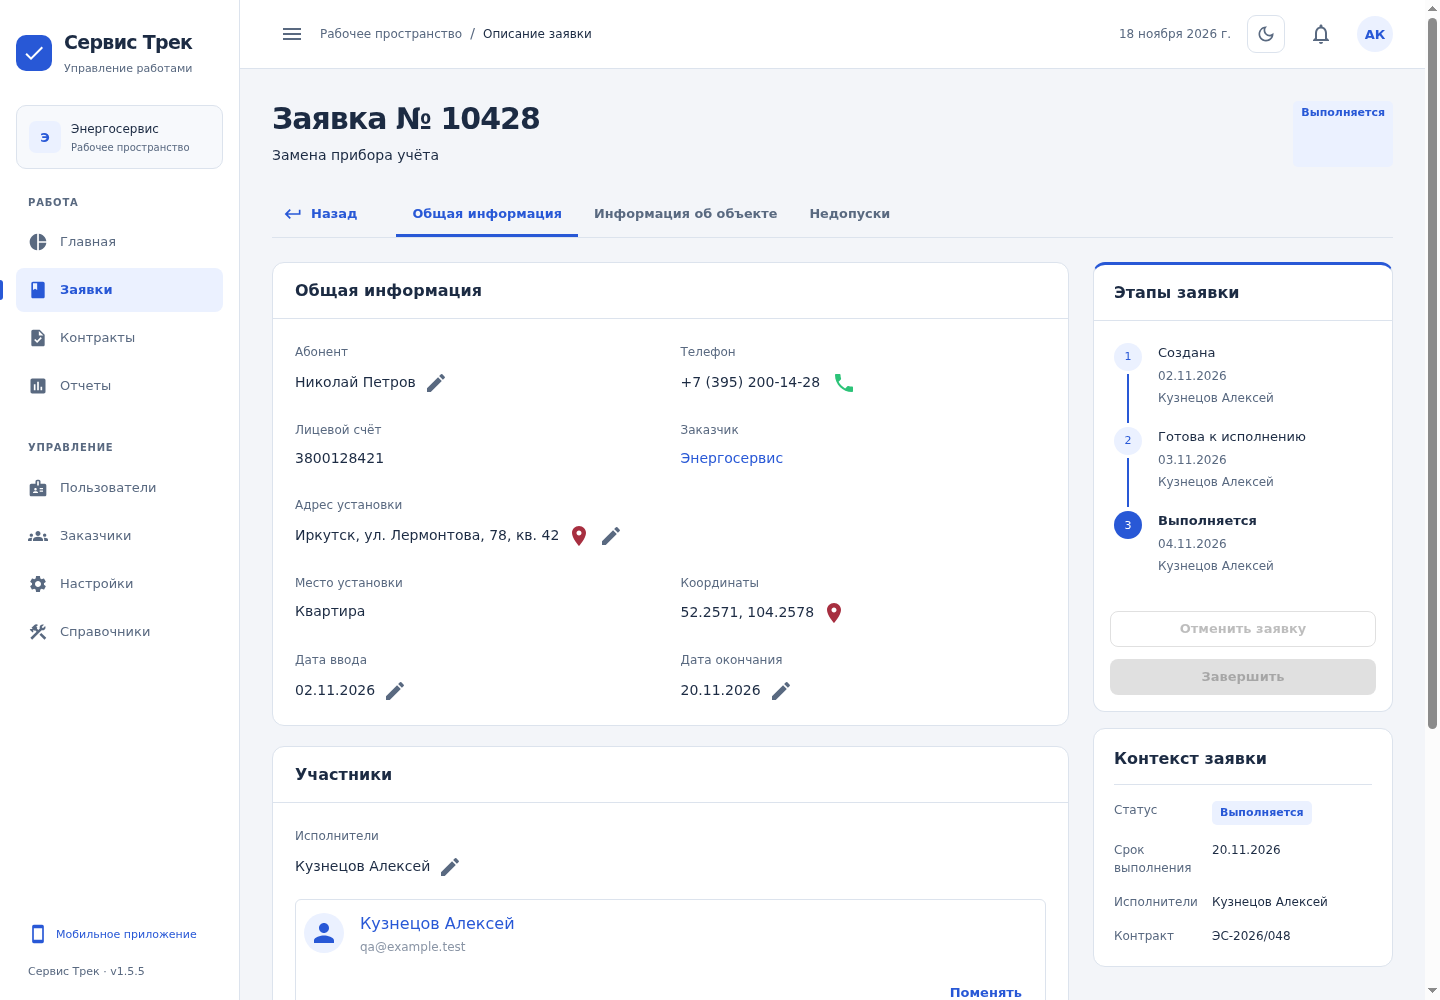 Сервис Трек
Управление работами
Э
Энергосервис
Рабочее пространство
РАБОТА
Главная
Заявки
Контракты
Отчеты
УПРАВЛЕНИЕ
Пользователи
Заказчики
Настройки
Справочники
Мобильное приложение
Сервис Трек · v1.5.5
Рабочее пространство / Описание заявки
18 ноября 2026 г.
АК
Заявка № 10428
Замена прибора учёта
Выполняется
Назад
Общая информация
Информация об объекте
Недопуски
Общая информация
Абонент
Николай Петров
Телефон
+7 (395) 200-14-28
Лицевой счёт
3800128421
Заказчик
Энергосервис
Адрес установки
Иркутск, ул. Лермонтова, 78, кв. 42
Место установки
Квартира
Координаты
52.2571, 104.2578
Дата ввода
02.11.2026
Дата окончания
20.11.2026
Участники
Исполнители
Кузнецов Алексей
Кузнецов Алексей
qa@example.test
Поменять
Этапы заявки
1
Создана
02.11.2026
Кузнецов Алексей
2
Готова к исполнению
03.11.2026
Кузнецов Алексей
3
Выполняется
04.11.2026
Кузнецов Алексей
Отменить заявку
Завершить
Контекст заявки
Статус
Выполняется
Срок
выполнения
20.11.2026
Исполнители
Кузнецов Алексей
Контракт
ЭС-2026/048